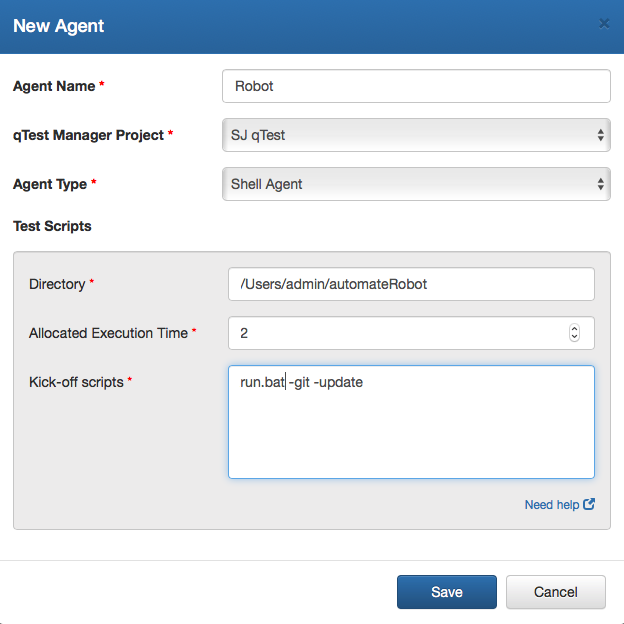 New Agent
Agent Name *
Robot
qTest Manager Project *
SJ qTest
Agent Type *
Shell Agent
Test Scripts
Directory *
/Users/admin/automateRobot
Allocated Execution Time *
2
Kick-off scripts *
run.bat -git -update
Need help
Save
Cancel